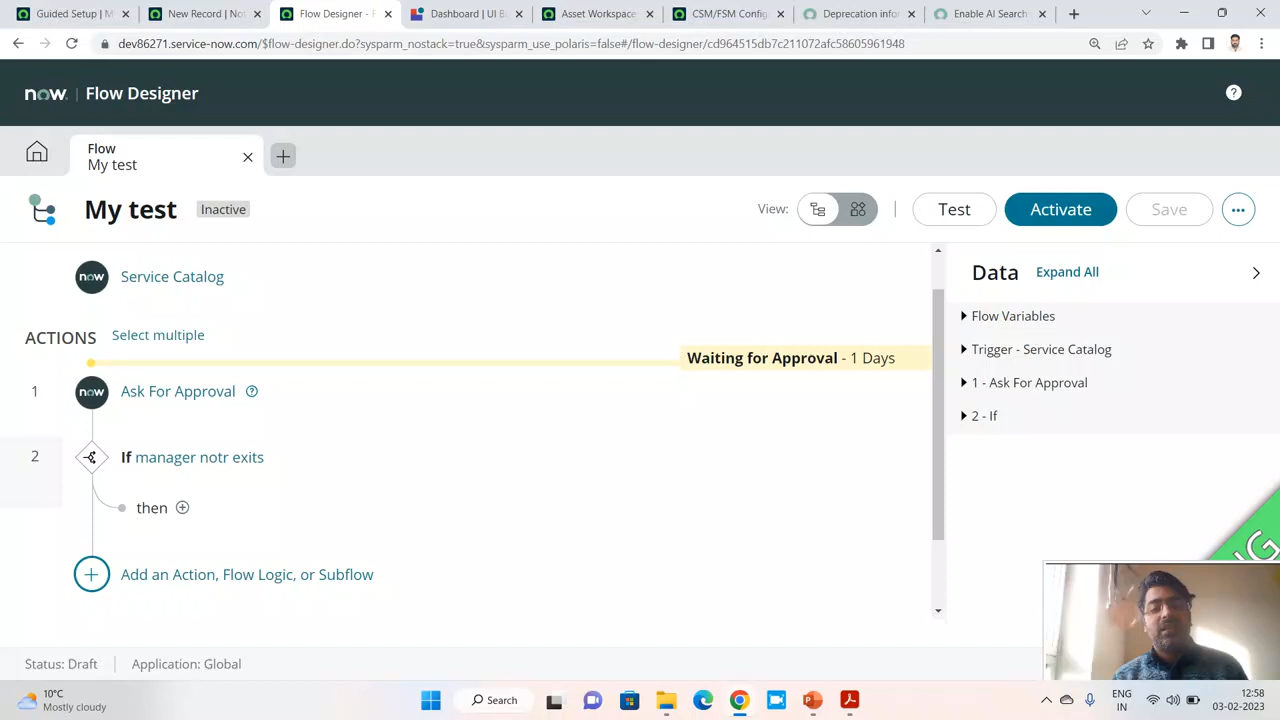 Guided Setup | M
New Record | Not
Flow Designer - F
Dashboard | UI B
Asset Workspace
CSM/FSM Config
Deprecation infor
Enable AI Search
dev86271.service-now.com/$flow-designer.do?sysparm_nostack=true&sysparm_use_polaris=false#/flow-designer/cd964515db7c211072afc58605961948
now. | Flow Designer
?
Flow
My test
My test Inactive
View:
Test
Activate
Save
now Service Catalog
ACTIONS Select multiple
Waiting for Approval - 1 Days
1 now Ask For Approval ?
2 If manager notr exits
then
Add an Action, Flow Logic, or Subflow
Data Expand All
Flow Variables
Trigger - Service Catalog
1 - Ask For Approval
2 - If
NG
Status: Draft | Application: Global
10°C
Mostly cloudy
Search
ENG
IN
12:58
03-02-2023